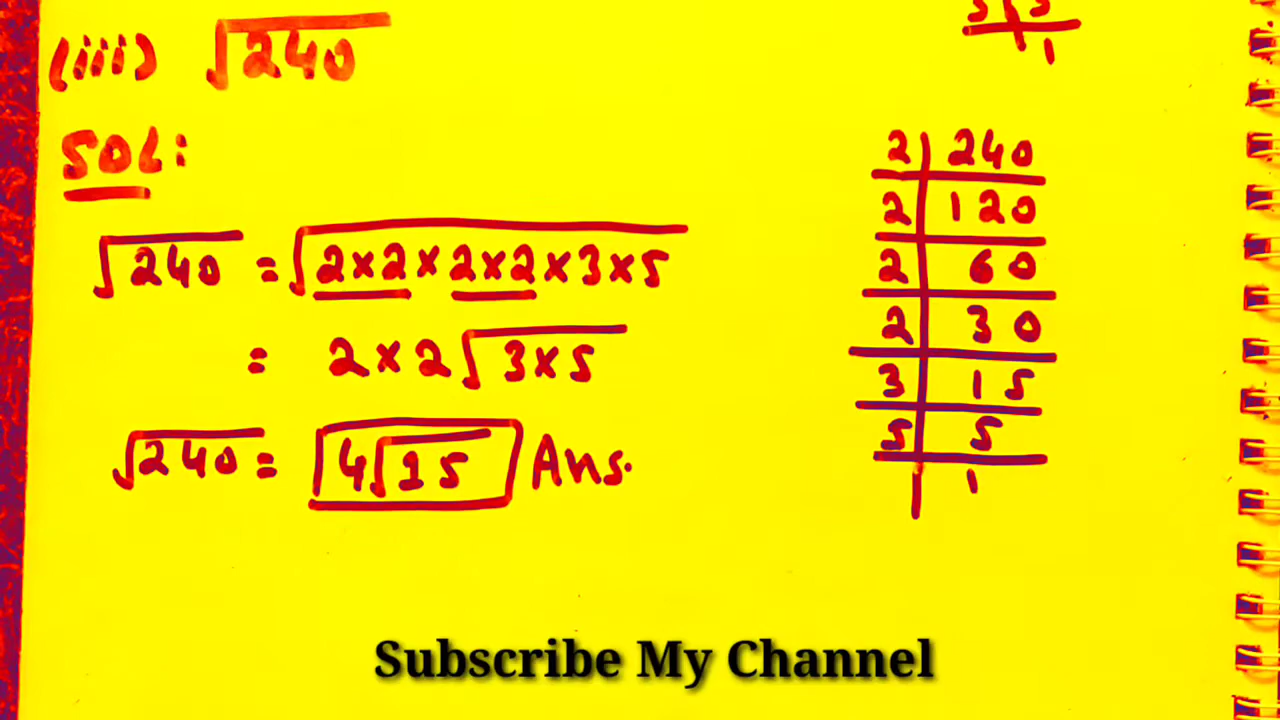 (iii) √240
SOL:
√240 = √2×2×2×2×3×5
= 2×2√3×5
√240 = 4√15 Ans.
1
2 | 240
2 | 120
2 | 60
2 | 30
3 | 15
5 | 5
1
Subscribe My Channel